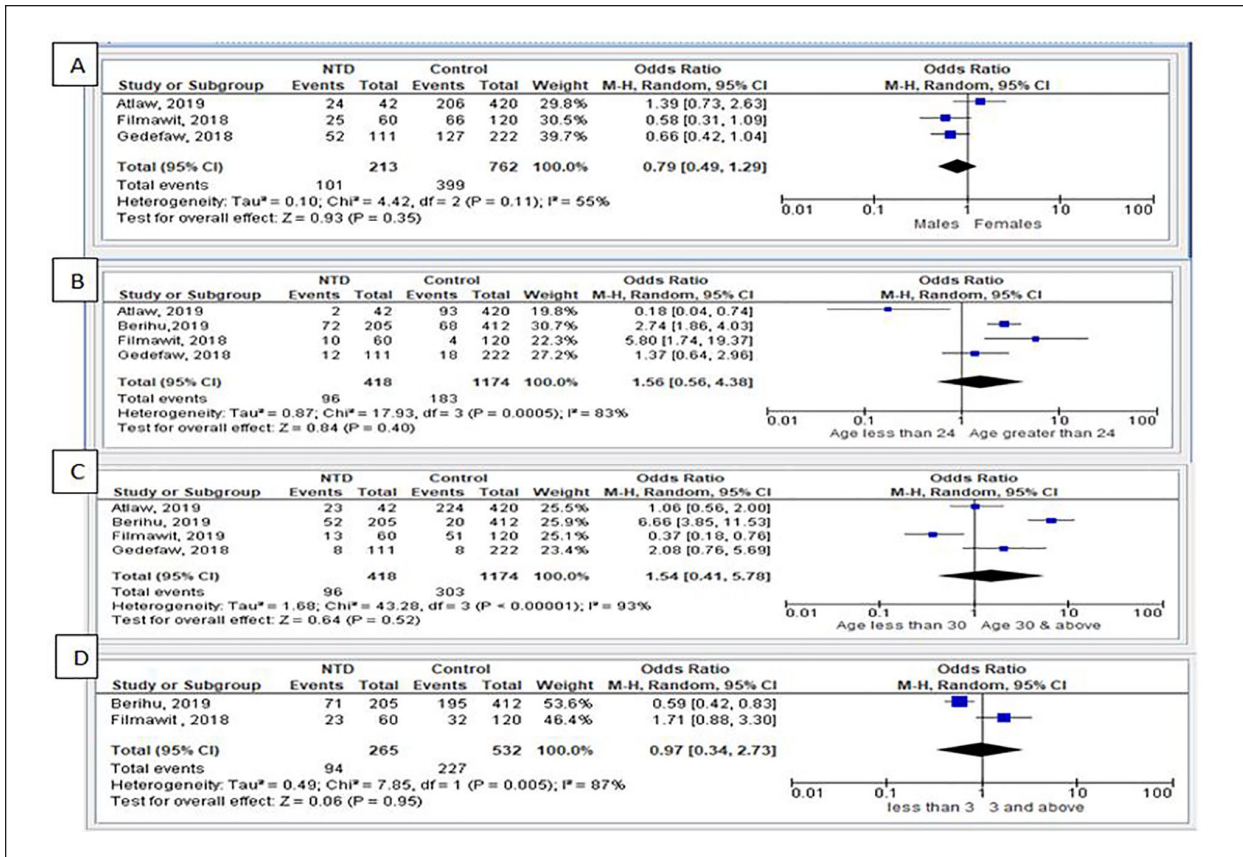 A
NTD Control Odds Ratio Odds Ratio
Study or Subgroup Events Total Events Total Weight M-H, Random, 95% CI M-H, Random, 95% CI
Atlaw, 2019 24 42 206 420 29.8% 1.39 [0.73, 2.63]
Filmawit, 2018 25 60 66 120 30.5% 0.58 [0.31, 1.09]
Gedefaw, 2018 52 111 127 222 39.7% 0.66 [0.42, 1.04]
Total (95% CI) 213 762 100.0% 0.79 [0.49, 1.29]
Total events 101 399
Heterogeneity: Tau² = 0.10; Chi² = 4.42, df = 2 (P = 0.11); I² = 55%
Test for overall effect: Z = 0.93 (P = 0.35)
0.01 0.1 1 10 100
Males Females
B
NTD Control Odds Ratio Odds Ratio
Study or Subgroup Events Total Events Total Weight M-H, Random, 95% CI M-H, Random, 95% CI
Atlaw, 2019 2 42 93 420 19.8% 0.18 [0.04, 0.74]
Berihu,2019 72 205 68 412 30.7% 2.74 [1.86, 4.03]
Filmawit, 2018 10 60 4 120 22.3% 5.80 [1.74, 19.37]
Gedefaw, 2018 12 111 18 222 27.2% 1.37 [0.64, 2.96]
Total (95% CI) 418 1174 100.0% 1.56 [0.56, 4.38]
Total events 96 183
Heterogeneity: Tau² = 0.87; Chi² = 17.93, df = 3 (P = 0.0005); I² = 83%
Test for overall effect: Z = 0.84 (P = 0.40)
0.01 0.1 1 10 100
Age less than 24 Age greater than 24
C
NTD Control Odds Ratio Odds Ratio
Study or Subgroup Events Total Events Total Weight M-H, Random, 95% CI M-H, Random, 95% CI
Atlaw, 2019 23 42 224 420 25.5% 1.06 [0.56, 2.00]
Berihu, 2019 52 205 20 412 25.9% 6.66 [3.85, 11.53]
Filmawit, 2019 13 60 51 120 25.1% 0.37 [0.18, 0.76]
Gedefaw, 2018 8 111 8 222 23.4% 2.08 [0.76, 5.69]
Total (95% CI) 418 1174 100.0% 1.54 [0.41, 5.78]
Total events 96 303
Heterogeneity: Tau² = 1.68; Chi² = 43.28, df = 3 (P < 0.00001); I² = 93%
Test for overall effect: Z = 0.64 (P = 0.52)
0.01 0.1 1 10 100
Age less than 30 Age 30 & above
D
NTD Control Odds Ratio Odds Ratio
Study or Subgroup Events Total Events Total Weight M-H, Random, 95% CI M-H, Random, 95% CI
Berihu, 2019 71 205 195 412 53.6% 0.59 [0.42, 0.83]
Filmawit, 2018 23 60 32 120 46.4% 1.71 [0.88, 3.30]
Total (95% CI) 265 532 100.0% 0.97 [0.34, 2.73]
Total events 94 227
Heterogeneity: Tau² = 0.49; Chi² = 7.85, df = 1 (P = 0.005); I² = 87%
Test for overall effect: Z = 0.06 (P = 0.95)
0.01 0.1 1 10 100
less than 3 3 and above